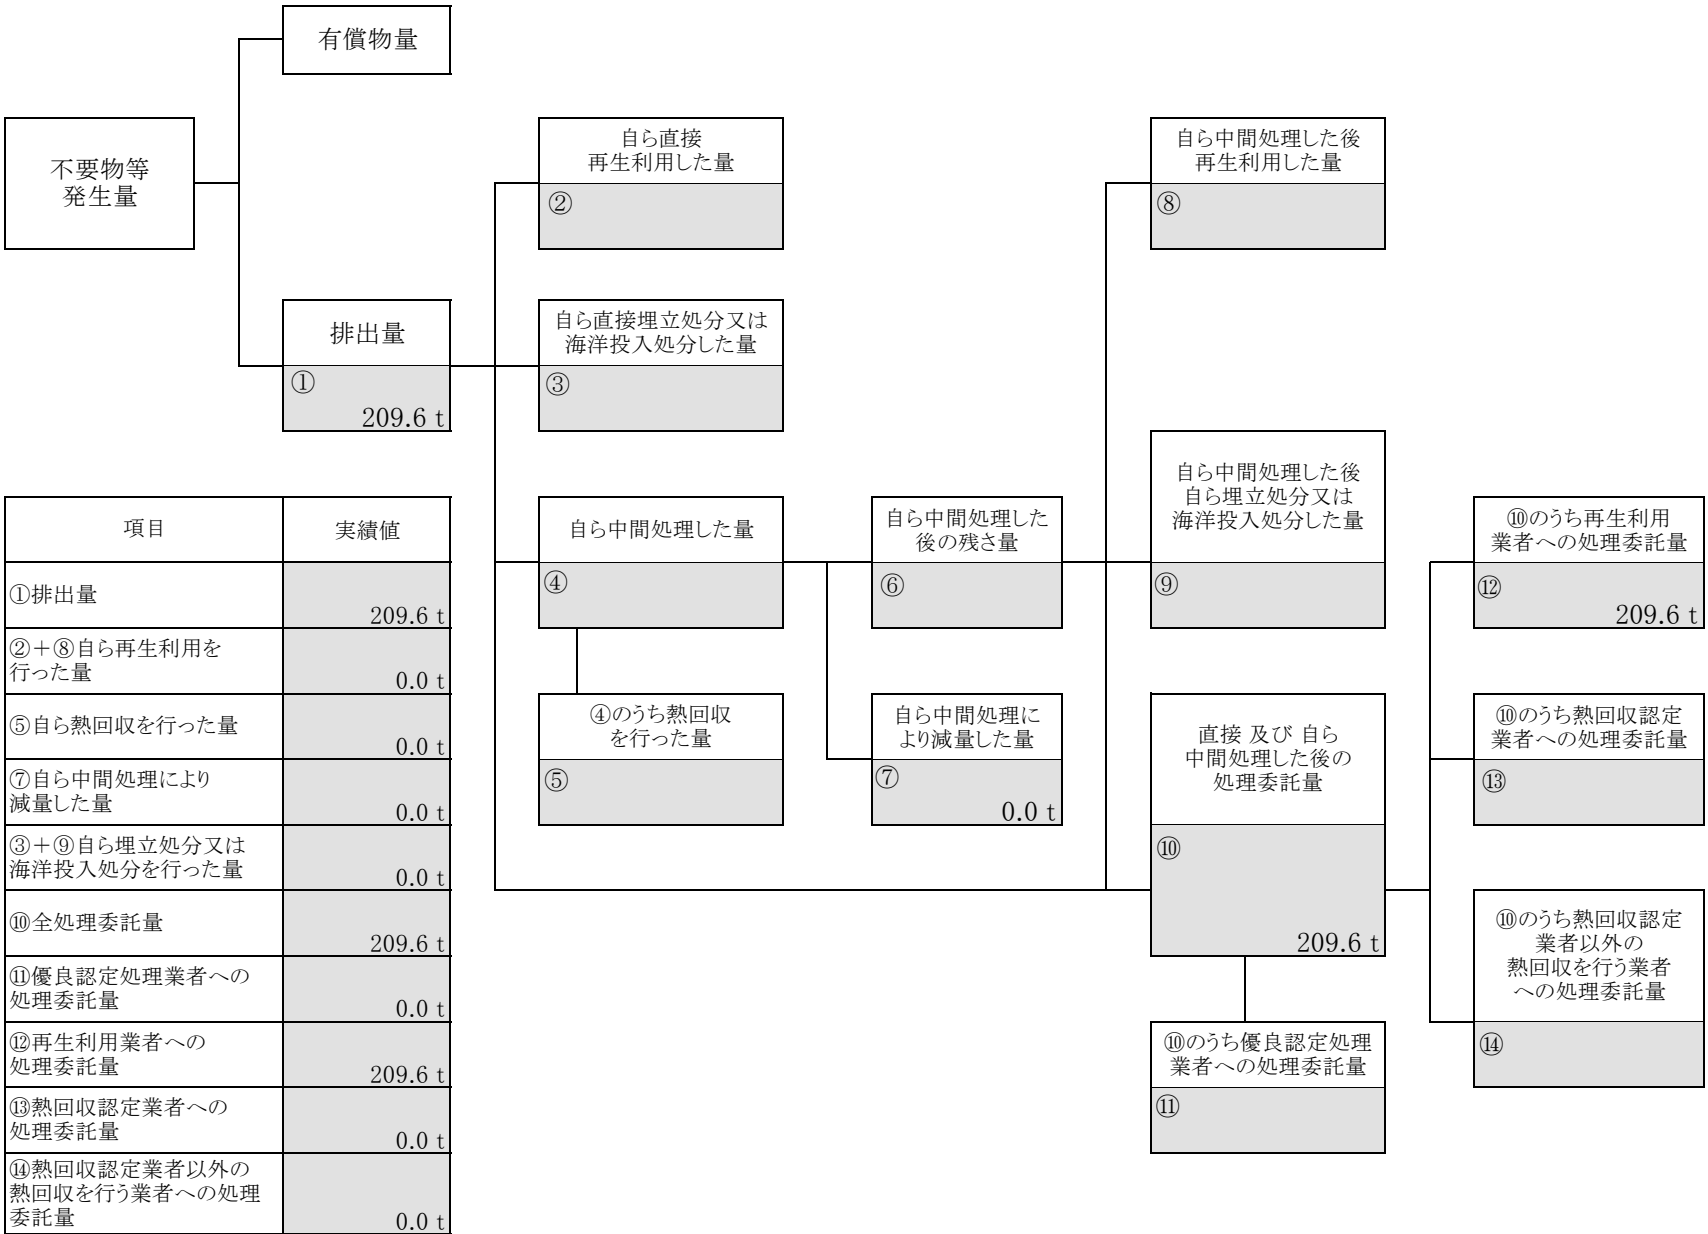 有償物量
不要物等
発生量
自ら直接
再生利用した量
②
自ら中間処理した後
再生利用した量
⑧
排出量
①
209.6 t
自ら直接埋立処分又は
海洋投入処分した量
③
自ら中間処理した量
④
自ら中間処理した
後の残さ量
⑥
自ら中間処理した後
自ら埋立処分又は
海洋投入処分した量
⑨
⑩のうち再生利用
業者への処理委託量
⑫
209.6 t
④のうち熱回収
を行った量
⑤
自ら中間処理に
より減量した量
⑦
0.0 t
直接 及び 自ら
中間処理した後の
処理委託量
⑩
209.6 t
⑩のうち熱回収認定
業者への処理委託量
⑬
⑩のうち熱回収認定
業者以外の
熱回収を行う業者
への処理委託量
⑭
⑩のうち優良認定処理
業者への処理委託量
⑪
項目
実績値
①排出量
209.6 t
②+⑧自ら再生利用を
行った量
0.0 t
⑤自ら熱回収を行った量
0.0 t
⑦自ら中間処理により
減量した量
0.0 t
③+⑨自ら埋立処分又は
海洋投入処分を行った量
0.0 t
⑩全処理委託量
209.6 t
⑪優良認定処理業者への
処理委託量
0.0 t
⑫再生利用業者への
処理委託量
209.6 t
⑬熱回収認定業者への
処理委託量
0.0 t
⑭熱回収認定業者以外の
熱回収を行う業者への処理
委託量
0.0 t